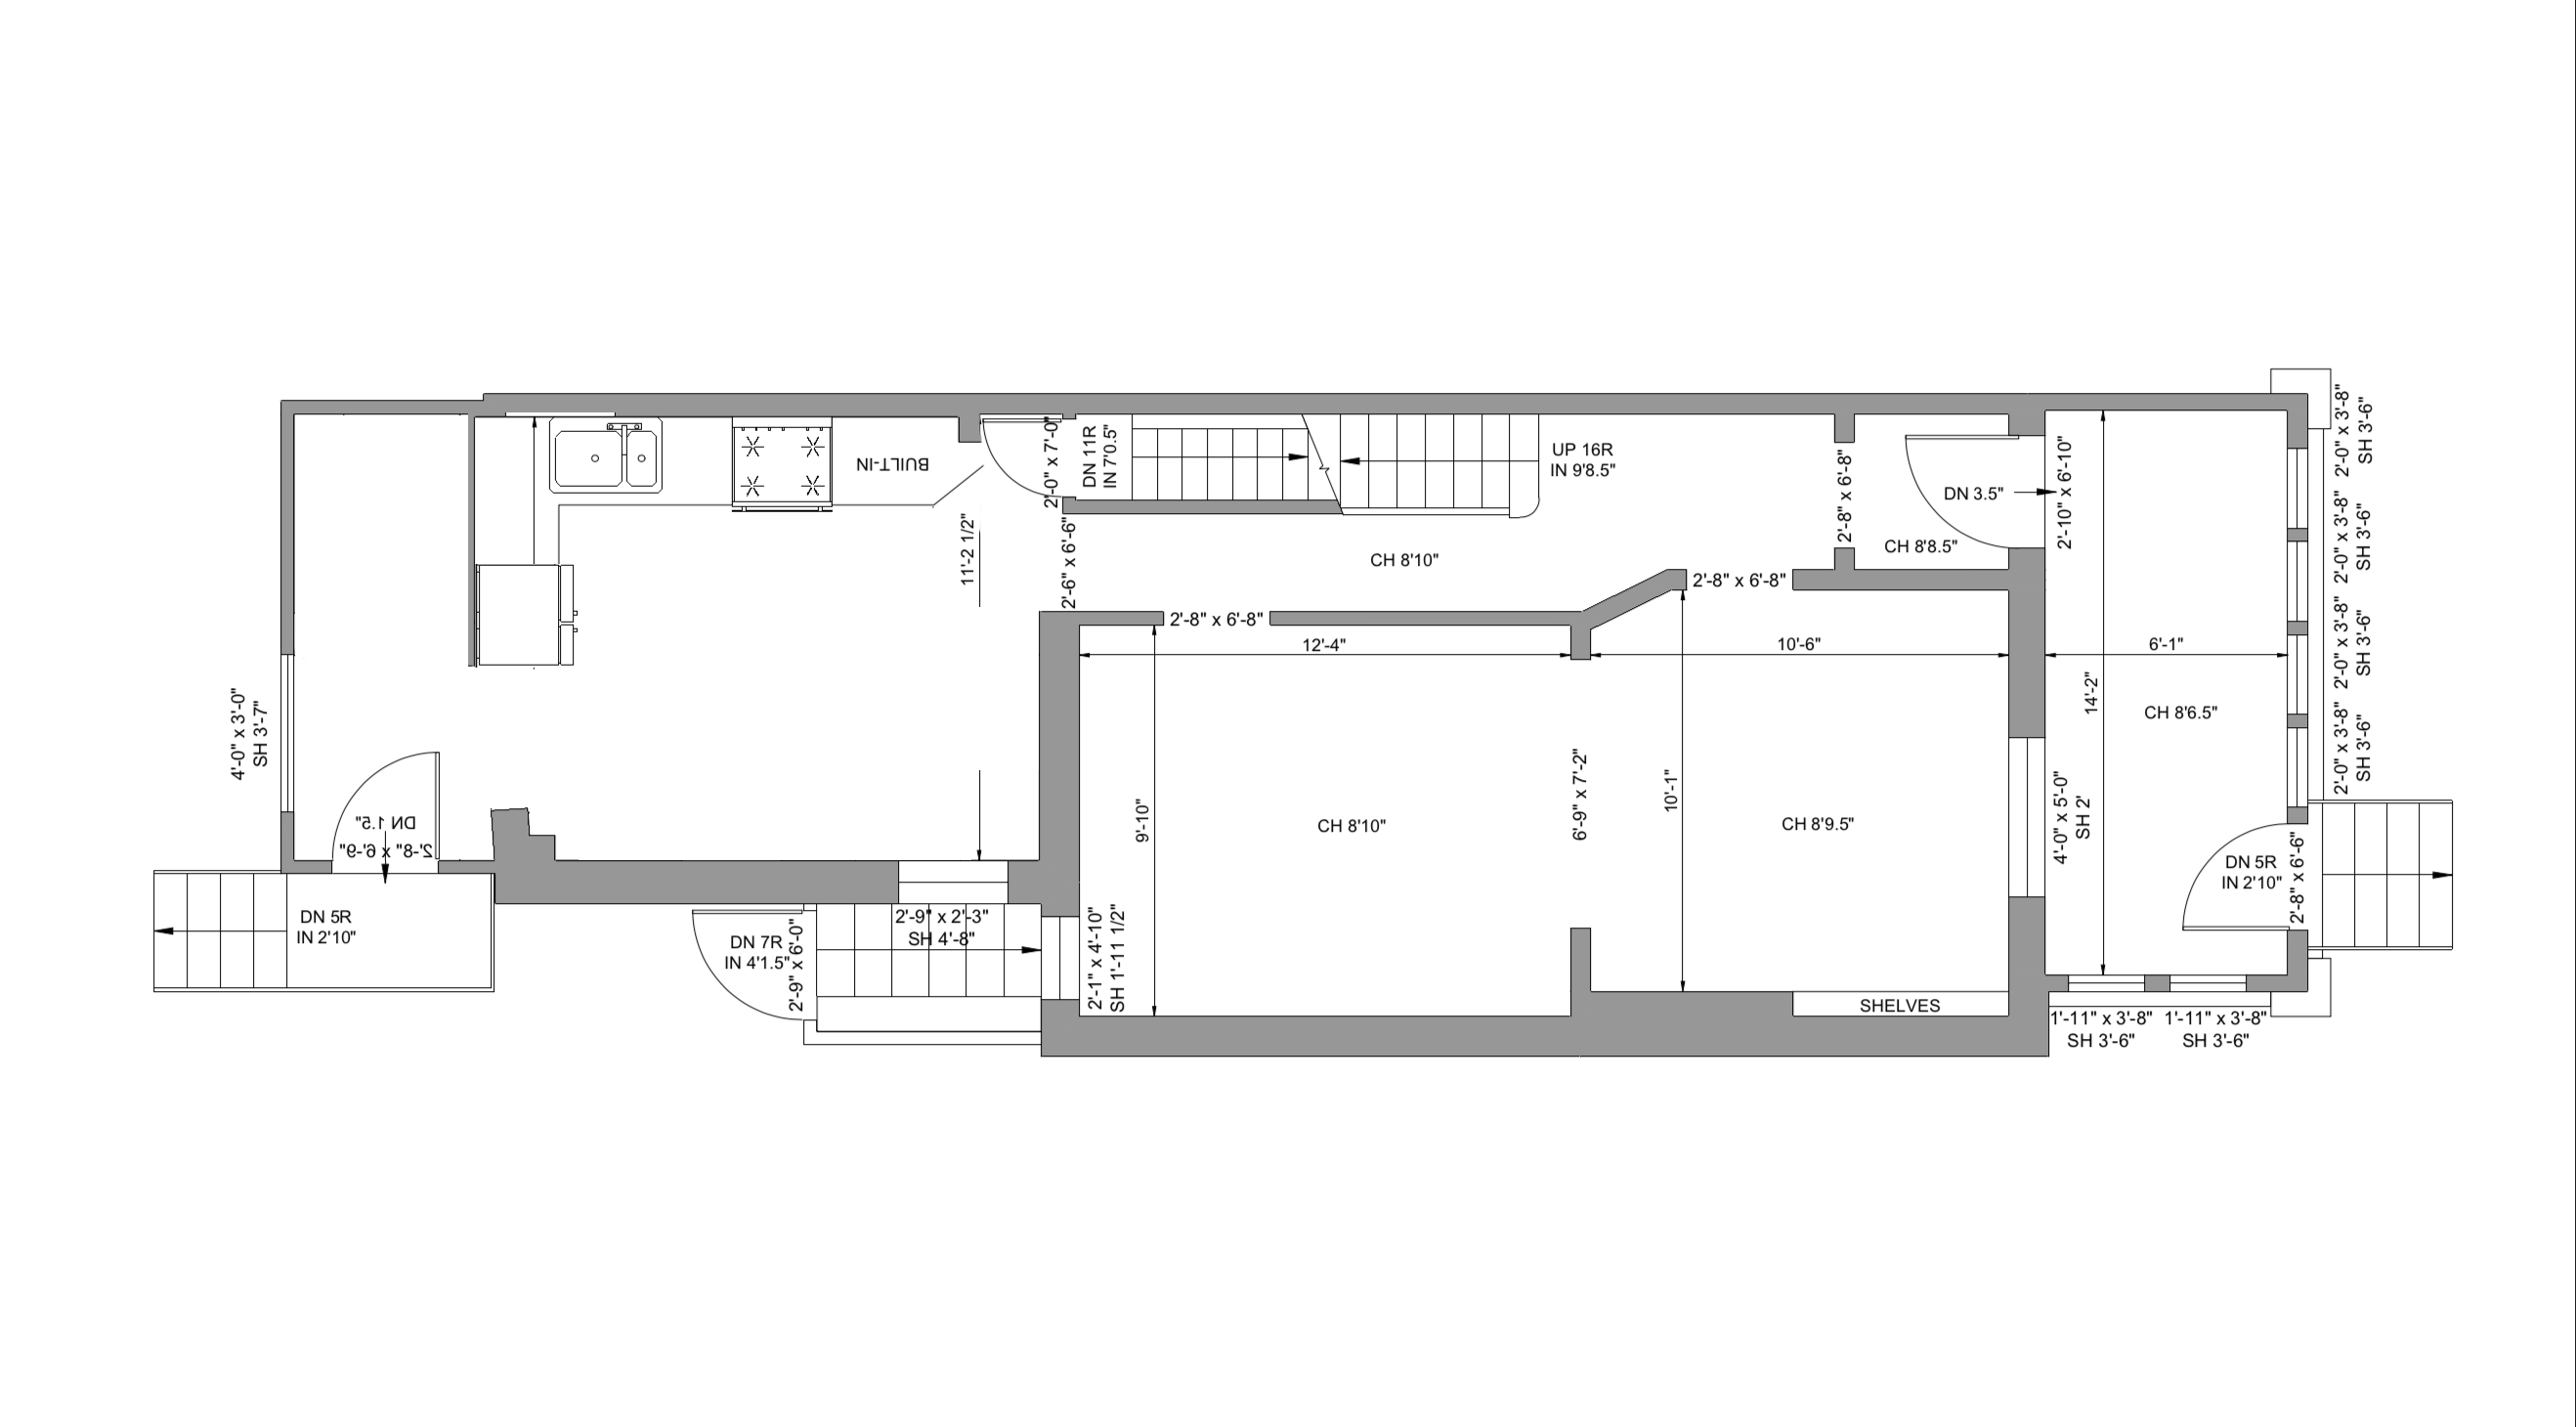 2'-0" x 3'-8"
SH 3'-6"
2'-0" x 3'-8"
SH 3'-6"
2'-0" x 3'-8"
SH 3'-6"
2'-0" x 3'-8"
SH 3'-6"
BUILT-IN
2'-0" x 7'-0"
DN 11R
IN 7'0.5"
UP 16R
IN 9'8.5"
2'-8" x 6'-8"
DN 3.5"
2'-10" x 6'-10"
CH 8'8.5"
11'-2 1/2"
2'-6" x 6'-6"
CH 8'10"
2'-8" x 6'-8"
2'-8" x 6'-8"
12'-4"
10'-6"
6'-1"
14'-2"
CH 8'6.5"
4'-0" x 3'-0"
SH 3'-7"
DN 1.5"
2'-8" x 6'-9"
9'-10"
CH 8'10"
6'-9" x 7'-2"
10'-1"
CH 8'9.5"
4'-0" x 5'-0"
SH 2'
DN 5R
IN 2'10"
2'-8" x 6'-6"
DN 5R
IN 2'10"
DN 7R
IN 4'1.5"
2'-9" x 6'-0"
2'-9" x 2'-3"
SH 4'-8"
2'-1" x 4'-10"
SH 1'-11 1/2"
SHELVES
1'-11" x 3'-8"
SH 3'-6"
1'-11" x 3'-8"
SH 3'-6"